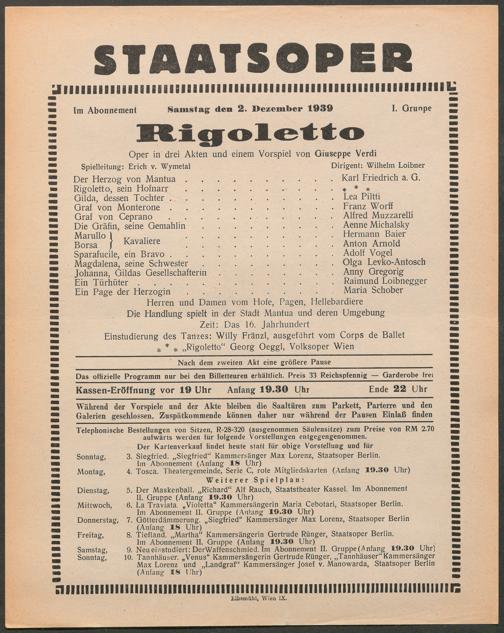 STAATSOPER
Im Abonnement Samstag den 2. Dezember 1939 I. Gruppe
Rigoletto
Oper in drei Akten und einem Vorspiel von Giuseppe Verdi
Spielleitung: Erich v. Wymetal Dirigent: Wilhelm Loibner
Der Herzog von Mantua . . . . . . . . . Karl Friedrich a. G.
Rigoletto, sein Hofnarr . . . . . . . . . * * *
Gilda, dessen Tochter . . . . . . . . . Lea Piltti
Graf von Monterone . . . . . . . . . Franz Worff
Graf von Ceprano . . . . . . . . . Alfred Muzzarelli
Die Gräfin, seine Gemahlin . . . . . . . . Aenne Michalsky
Marullo } Kavaliere . . . . . . . . Hermann Baier
Borsa . . . . . . . . Anton Arnold
Sparafucile, ein Bravo . . . . . . . . . Adolf Vogel
Magdalena, seine Schwester . . . . . . . . Olga Levko-Antosch
Johanna, Gildas Gesellschafterin . . . . . . . Anny Gregorig
Ein Türhüter . . . . . . . . . Raimund Loibnegger
Ein Page der Herzogin . . . . . . . . . Maria Schober
Herren und Damen vom Hofe, Pagen, Hellebardiere
Die Handlung spielt in der Stadt Mantua und deren Umgebung
Zeit: Das 16. Jahrhundert
Einstudierung des Tanzes: Willy Fränzl, ausgeführt vom Corps de Ballet
* * * „Rigoletto" Georg Oeggl, Volksoper Wien
Nach dem zweiten Akt eine größere Pause
Das offizielle Programm nur bei den Billetteuren erhältlich. Preis 33 Reichspfennig — Garderobe frei
Kassen-Eröffnung vor 19 Uhr Anfang 19.30 Uhr Ende 22 Uhr
Während der Vorspiele und der Akte bleiben die Saaltüren zum Parkett, Parterre und den
Galerien geschlossen. Zuspätkommende können daher nur während der Pausen Einlaß finden
Telephonische Bestellungen von Sitzen, R-28-320 (ausgenommen Säulensitze) zum Preise von RM 2.70
aufwärts werden für folgende Vorstellungen entgegengenommen.
Der Kartenverkauf findet heute statt für obige Vorstellung und für
Sonntag, 3. Siegfried. „Siegfried" Kammersänger Max Lorenz, Staatsoper Berlin.
Im Abonnement (Anfang 18 Uhr)
Montag, 4. Tosca. Theatergemeinde, Serie C, rote Mitgliedskarten (Anfang 19.30 Uhr)
Weiterer Spielplan:
Dienstag, 5. Der Maskenball. „Richard" Alf Rauch, Staatstheater Kassel. Im Abonnement
II. Gruppe (Anfang 19.30 Uhr)
Mittwoch, 6. La Traviata. „Violetta" Kammersängerin Maria Cebotari, Staatsoper Berlin.
Im Abonnement II. Gruppe (Anfang 19.30 Uhr)
Donnerstag, 7. Götterdämmerung. „Siegfried" Kammersänger Max Lorenz, Staatsoper Berlin
(Anfang 18 Uhr)
Freitag, 8. Tiefland. „Martha" Kammersängerin Gertrude Rünger, Staatsoper Berlin.
Im Abonnement II. Gruppe (Anfang 19.30 Uhr)
Samstag, 9. Neu einstudiert: Der Waffenschmied. Im Abonnement II. Gruppe (Anfang 19.30 Uhr)
Sonntag, 10. Tannhäuser. „Venus" Kammersängerin Gertrude Rünger, „Tannhäuser" Kammersänger
Max Lorenz und „Landgraf" Kammersänger Josef v. Manowarda, Staatsoper Berlin
(Anfang 18 Uhr)
Elbemühl, Wien IX.